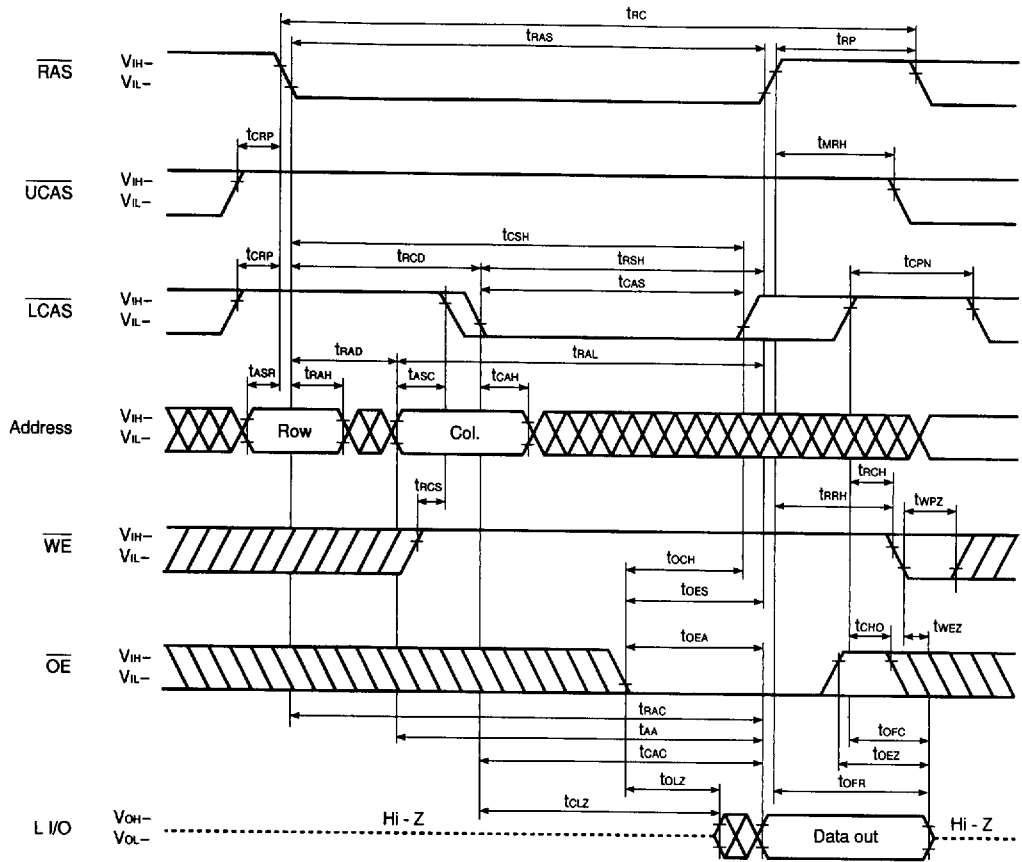 tRC
tRAS
tRP
RAS
VIH–
VIL–
tCRP
tMRH
UCAS
VIH–
VIL–
tCSH
tCRP
tRCD
tRSH
tCPN
tCAS
LCAS
VIH–
VIL–
tRAD
tRAL
tASR
tRAH
tASC
tCAH
Address
VIH–
VIL–
Row
Col.
tRCS
tRCH
tRRH
tWPZ
WE
VIH–
VIL–
tOCH
tOES
tCHO
tWEZ
tOEA
OE
VIH–
VIL–
tRAC
tOFC
tAA
tOEZ
tCAC
tOLZ
tOFR
tCLZ
L I/O
VOH–
VOL–
Hi - Z
Data out
Hi - Z